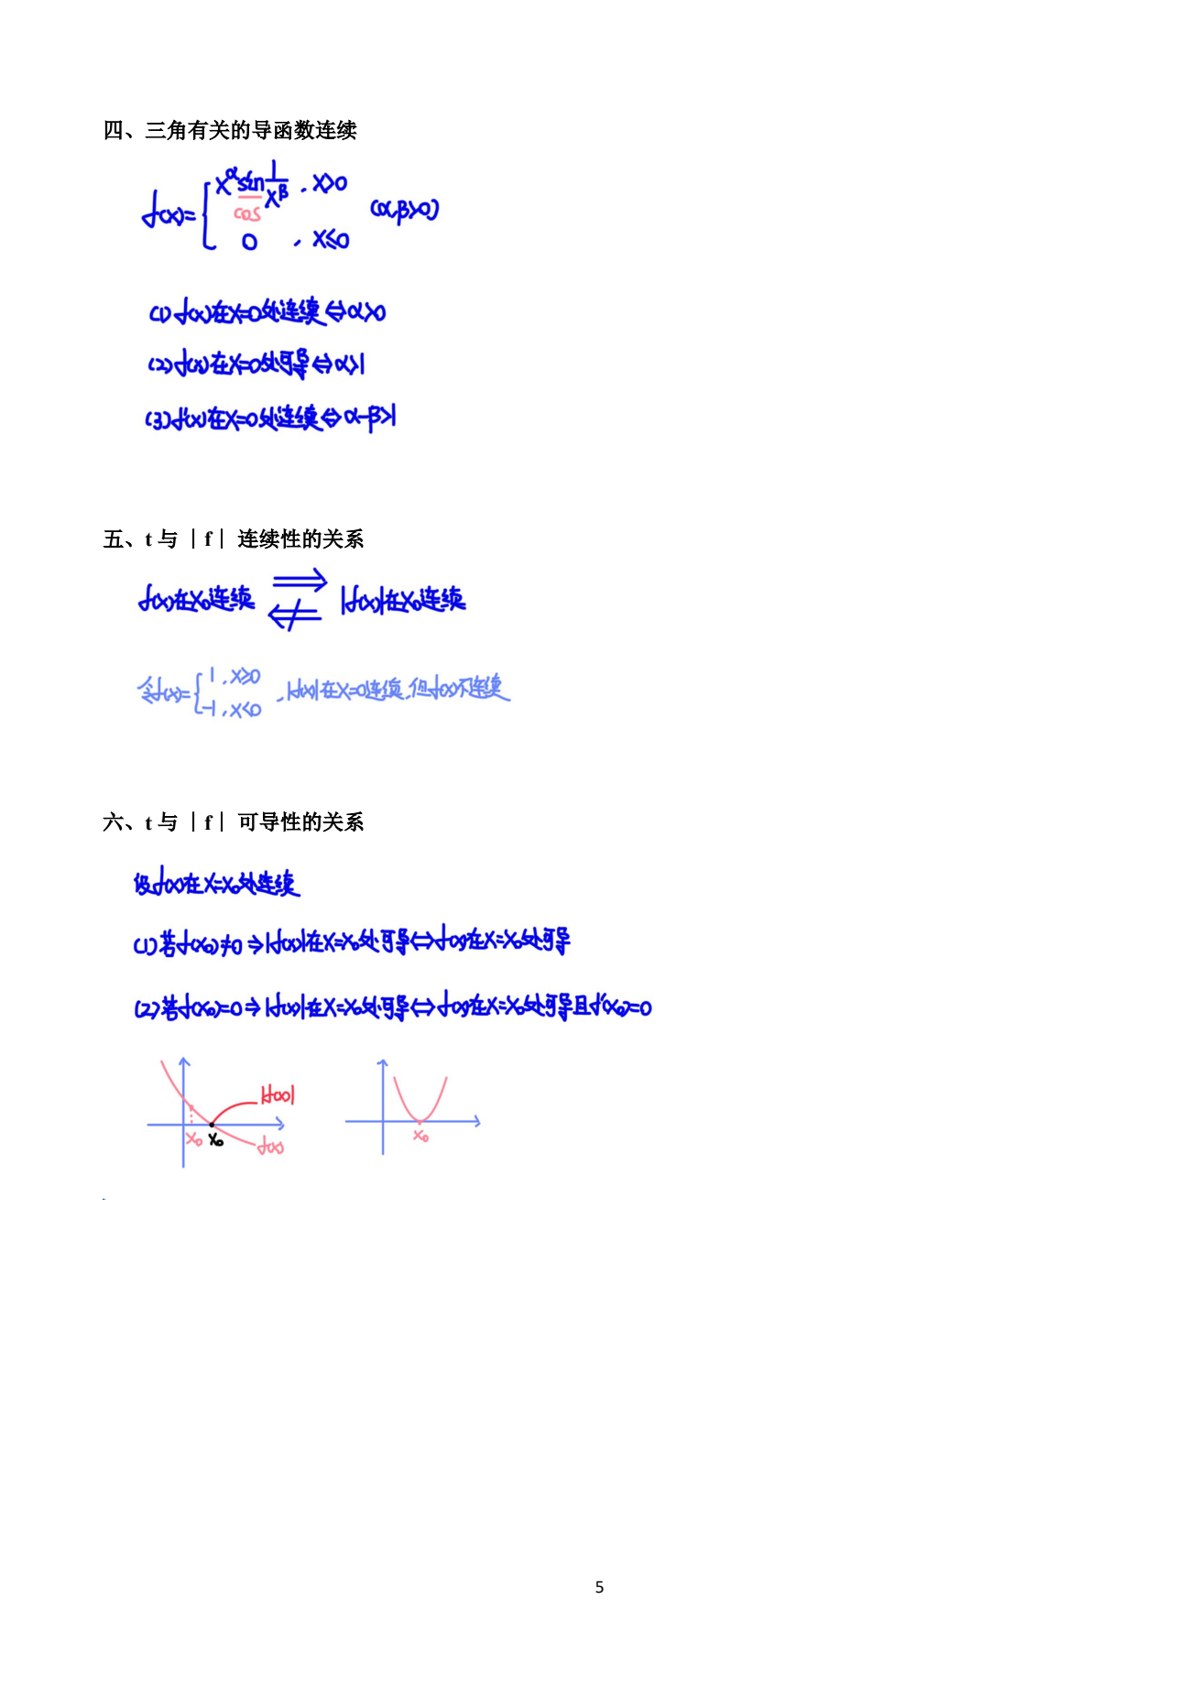 四、三角有关的导函数连续
f(x)={ x^α sin 1/x^β , x>0
cos
0 , x≤0
(α,β>0)
(1) f(x)在x=0处连续⇔α>0
(2) f(x)在x=0处可导⇔α>1
(3) f'(x)在x=0处连续⇔α-β>1
五、t 与 ｜f｜ 连续性的关系
f(x)在x₀连续 ⇒ |f(x)|在x₀连续
⇍
令f(x)={ 1 , x≥0
-1 , x<0
, |f(x)|在x=0连续,但f(x)不连续
六、t 与 ｜f｜ 可导性的关系
设f(x)在x=x₀处连续
(1) 若f(x₀)≠0⇒|f(x)|在x=x₀处可导⇔f(x)在x=x₀处可导
(2) 若f(x₀)=0⇒|f(x)|在x=x₀处可导⇔f(x)在x=x₀处可导且f'(x₀)=0
|f(x)|
x₀ x₀ f(x)
x₀
5